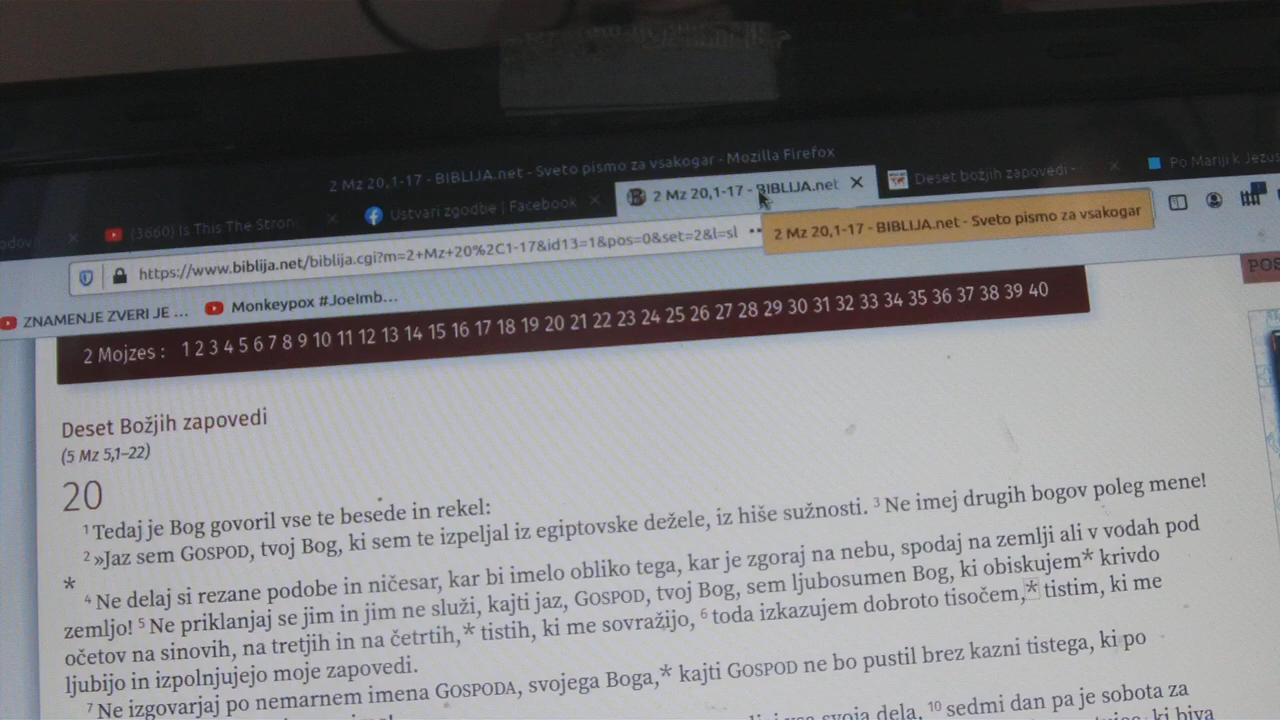 2 Mz 20,1-17 - BIBLIJA.net - Sveto pismo za vsakogar - Mozilla Firefox
(3660) Is This The Stron
Ustvari zgodbe | Facebook
2 Mz 20,1-17 - BIBLIJA.net
Deset božjih zapovedi -
Po Mariji k Jezus
https://www.biblija.net/biblija.cgi?m=2+Mz+20%2C1-17&id13=1&pos=0&set=2&l=sl
2 Mz 20,1-17 - BIBLIJA.net - Sveto pismo za vsakogar
ZNAMENJE ZVERI JE ...
Monkeypox #JoeImb...
2 Mojzes : 1 2 3 4 5 6 7 8 9 10 11 12 13 14 15 16 17 18 19 20 21 22 23 24 25 26 27 28 29 30 31 32 33 34 35 36 37 38 39 40
Deset Božjih zapovedi
(5 Mz 5,1–22)
20
1 Tedaj je Bog govoril vse te besede in rekel:
2 »Jaz sem GOSPOD, tvoj Bog, ki sem te izpeljal iz egiptovske dežele, iz hiše sužnosti. 3 Ne imej drugih bogov poleg mene!
*
4 Ne delaj si rezane podobe in ničesar, kar bi imelo obliko tega, kar je zgoraj na nebu, spodaj na zemlji ali v vodah pod
zemljo! 5 Ne priklanjaj se jim in jim ne služi, kajti jaz, GOSPOD, tvoj Bog, sem ljubosumen Bog, ki obiskujem* krivdo
očetov na sinovih, na tretjih in na četrtih,* tistih, ki me sovražijo, 6 toda izkazujem dobroto tisočem,* tistim, ki me
ljubijo in izpolnjujejo moje zapovedi.
7 Ne izgovarjaj po nemarnem imena GOSPODA, svojega Boga,* kajti GOSPOD ne bo pustil brez kazni tistega, ki po
svoja dela, 10 sedmi dan pa je sobota za